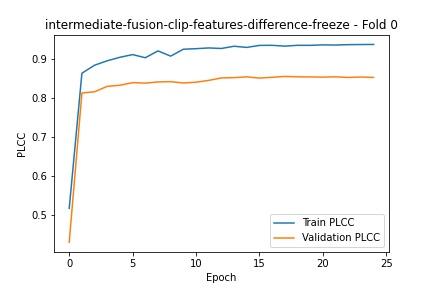 intermediate-fusion-clip-features-difference-freeze - Fold 0
PLCC
0.9
0.8
0.7
0.6
0.5
Train PLCC
Validation PLCC
0 5 10 15 20 25
Epoch